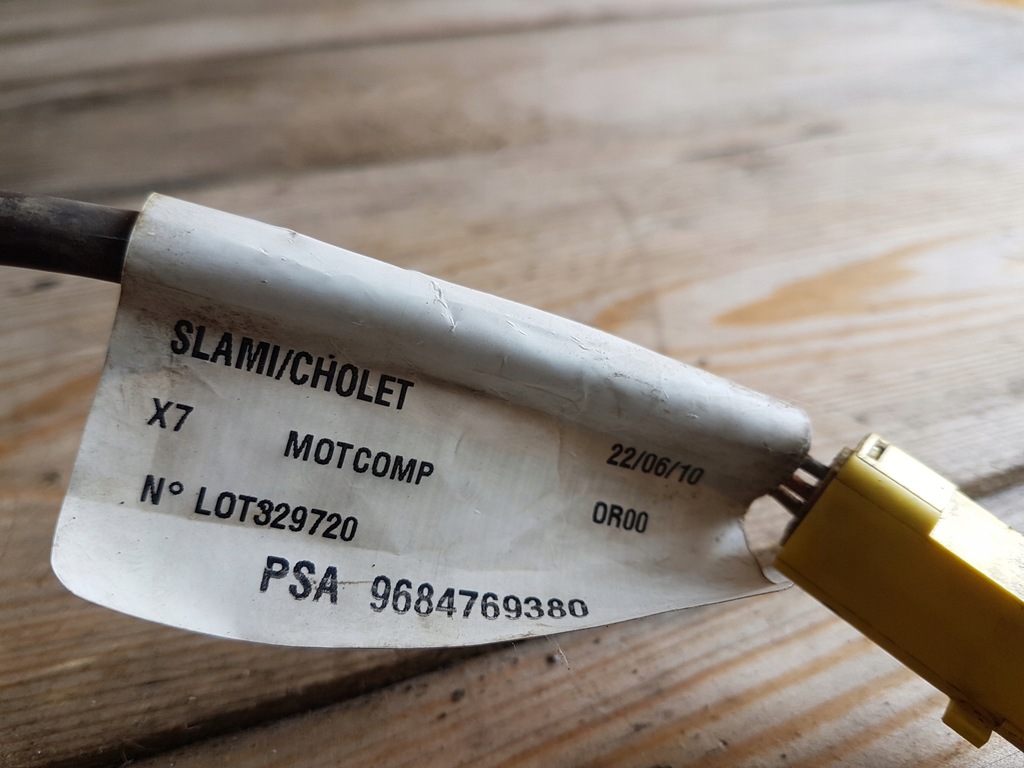 SLAMI/CHOLET
X7
MOTCOMP 22/06/10
N° LOT329720 OR00
PSA 9684769380